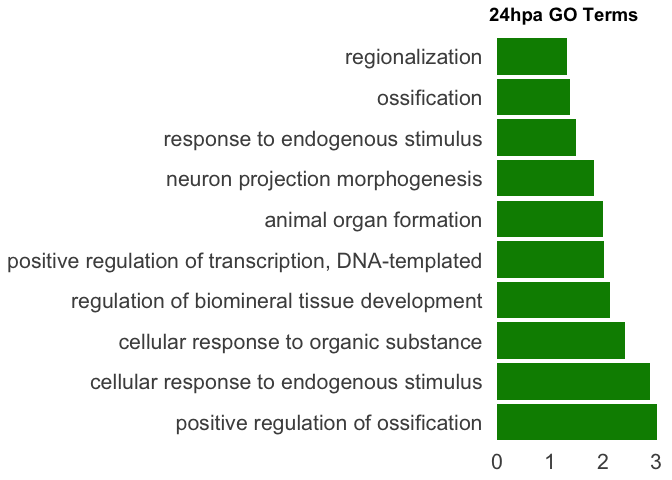 24hpa GO Terms
regionalization
ossification
response to endogenous stimulus
neuron projection morphogenesis
animal organ formation
positive regulation of transcription, DNA-templated
regulation of biomineral tissue development
cellular response to organic substance
cellular response to endogenous stimulus
positive regulation of ossification
0 1 2 3